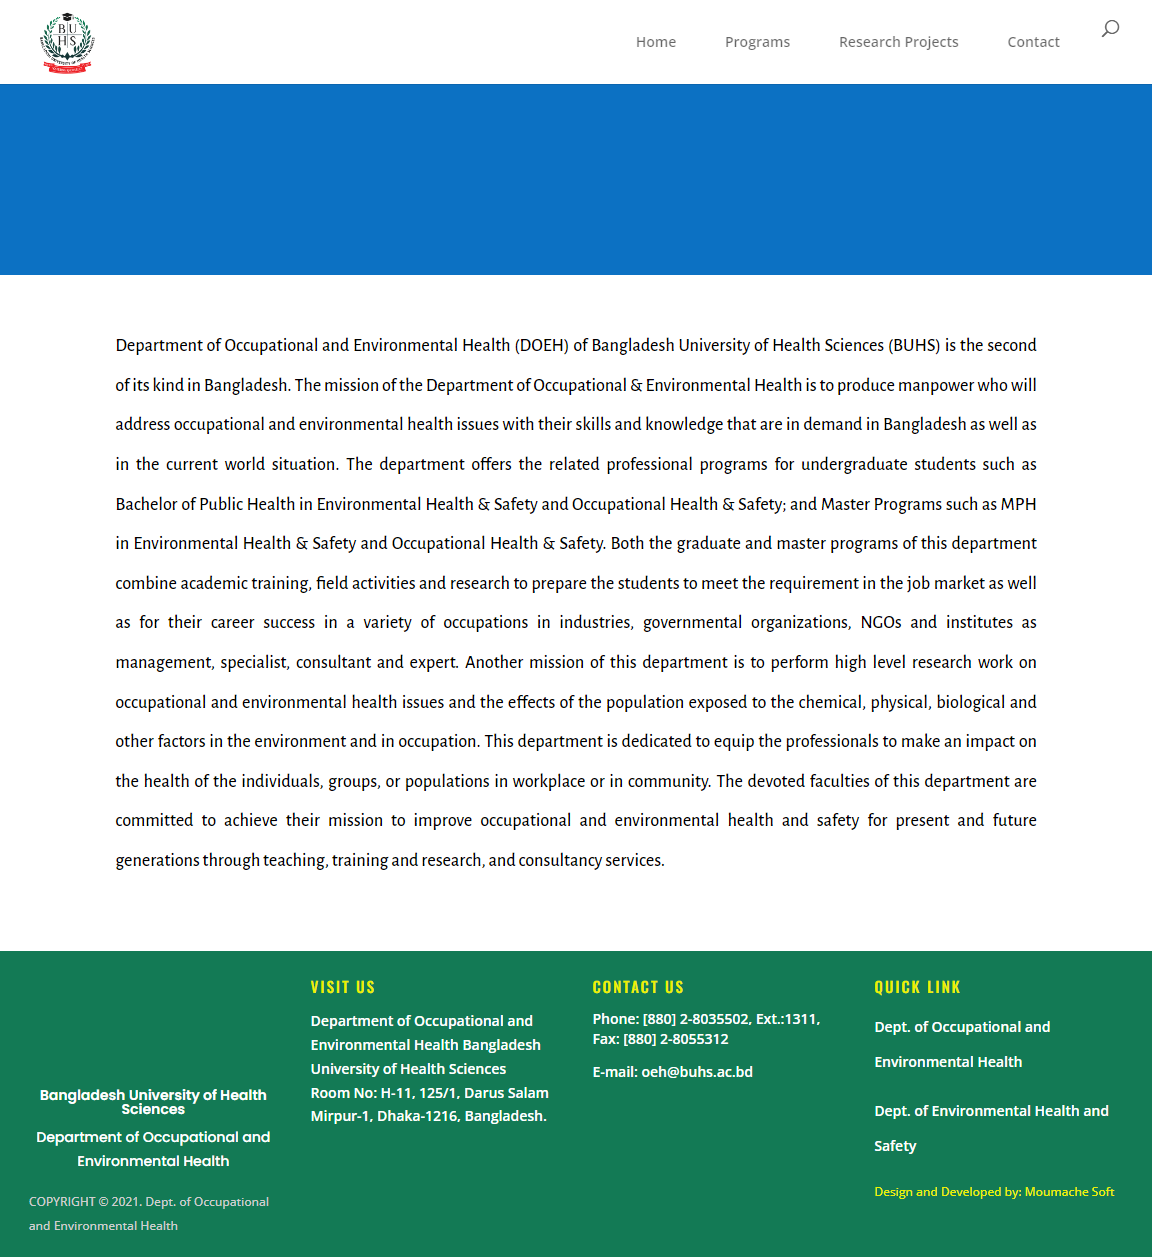 B U
H S
Home
Programs
Research Projects
Contact
Department of Occupational and Environmental Health (DOEH) of Bangladesh University of Health Sciences (BUHS) is the second
of its kind in Bangladesh. The mission of the Department of Occupational & Environmental Health is to produce manpower who will
address occupational and environmental health issues with their skills and knowledge that are in demand in Bangladesh as well as
in the current world situation. The department offers the related professional programs for undergraduate students such as
Bachelor of Public Health in Environmental Health & Safety and Occupational Health & Safety; and Master Programs such as MPH
in Environmental Health & Safety and Occupational Health & Safety. Both the graduate and master programs of this department
combine academic training, field activities and research to prepare the students to meet the requirement in the job market as well
as for their career success in a variety of occupations in industries, governmental organizations, NGOs and institutes as
management, specialist, consultant and expert. Another mission of this department is to perform high level research work on
occupational and environmental health issues and the effects of the population exposed to the chemical, physical, biological and
other factors in the environment and in occupation. This department is dedicated to equip the professionals to make an impact on
the health of the individuals, groups, or populations in workplace or in community. The devoted faculties of this department are
committed to achieve their mission to improve occupational and environmental health and safety for present and future
generations through teaching, training and research, and consultancy services.
Bangladesh University of Health
Sciences
Department of Occupational and
Environmental Health
COPYRIGHT © 2021. Dept. of Occupational
and Environmental Health
VISIT US
Department of Occupational and
Environmental Health Bangladesh
University of Health Sciences
Room No: H-11, 125/1, Darus Salam
Mirpur-1, Dhaka-1216, Bangladesh.
CONTACT US
Phone: [880] 2-8035502, Ext.:1311,
Fax: [880] 2-8055312
E-mail: oeh@buhs.ac.bd
QUICK LINK
Dept. of Occupational and
Environmental Health
Dept. of Environmental Health and
Safety
Design and Developed by: Moumache Soft